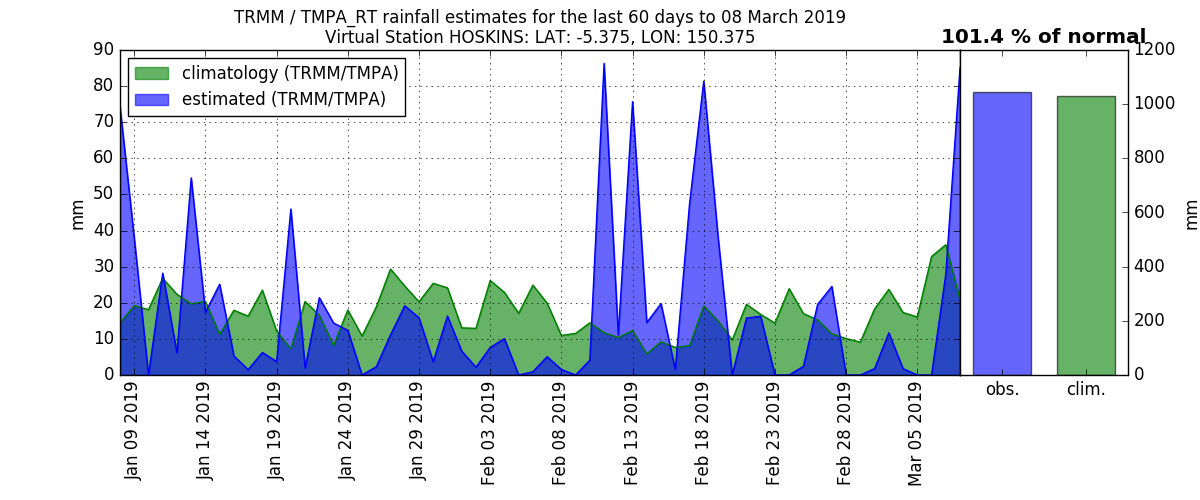 TRMM / TMPA_RT rainfall estimates for the last 60 days to 08 March 2019
Virtual Station HOSKINS: LAT: -5.375, LON: 150.375
101.4 % of normal
climatology (TRMM/TMPA)
estimated (TRMM/TMPA)
90
80
70
60
50
40
30
20
10
0
mm
Jan 09 2019
Jan 14 2019
Jan 19 2019
Jan 24 2019
Jan 29 2019
Feb 03 2019
Feb 08 2019
Feb 13 2019
Feb 18 2019
Feb 23 2019
Feb 28 2019
Mar 05 2019
1200
1000
800
600
400
200
0
mm
obs.
clim.